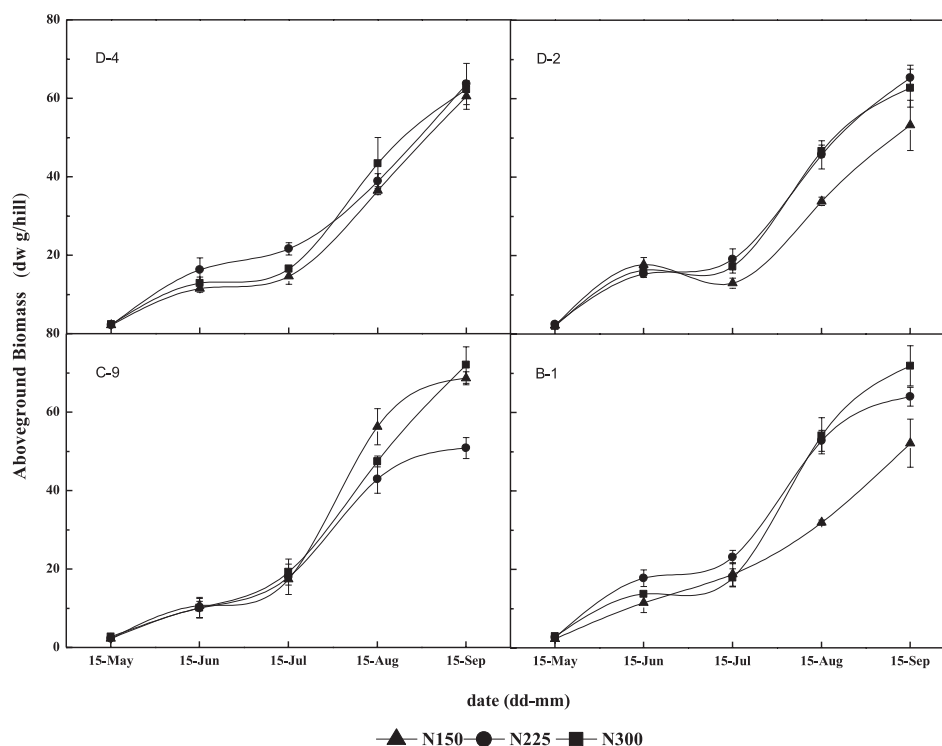 80
60
40
20
80
60
40
20
0
D-4
D-2
C-9
B-1
Aboveground Biomass (dw g/hill)
15-May 15-Jun 15-Jul 15-Aug 15-Sep 15-May 15-Jun 15-Jul 15-Aug 15-Sep
date (dd-mm)
N150 N225 N300